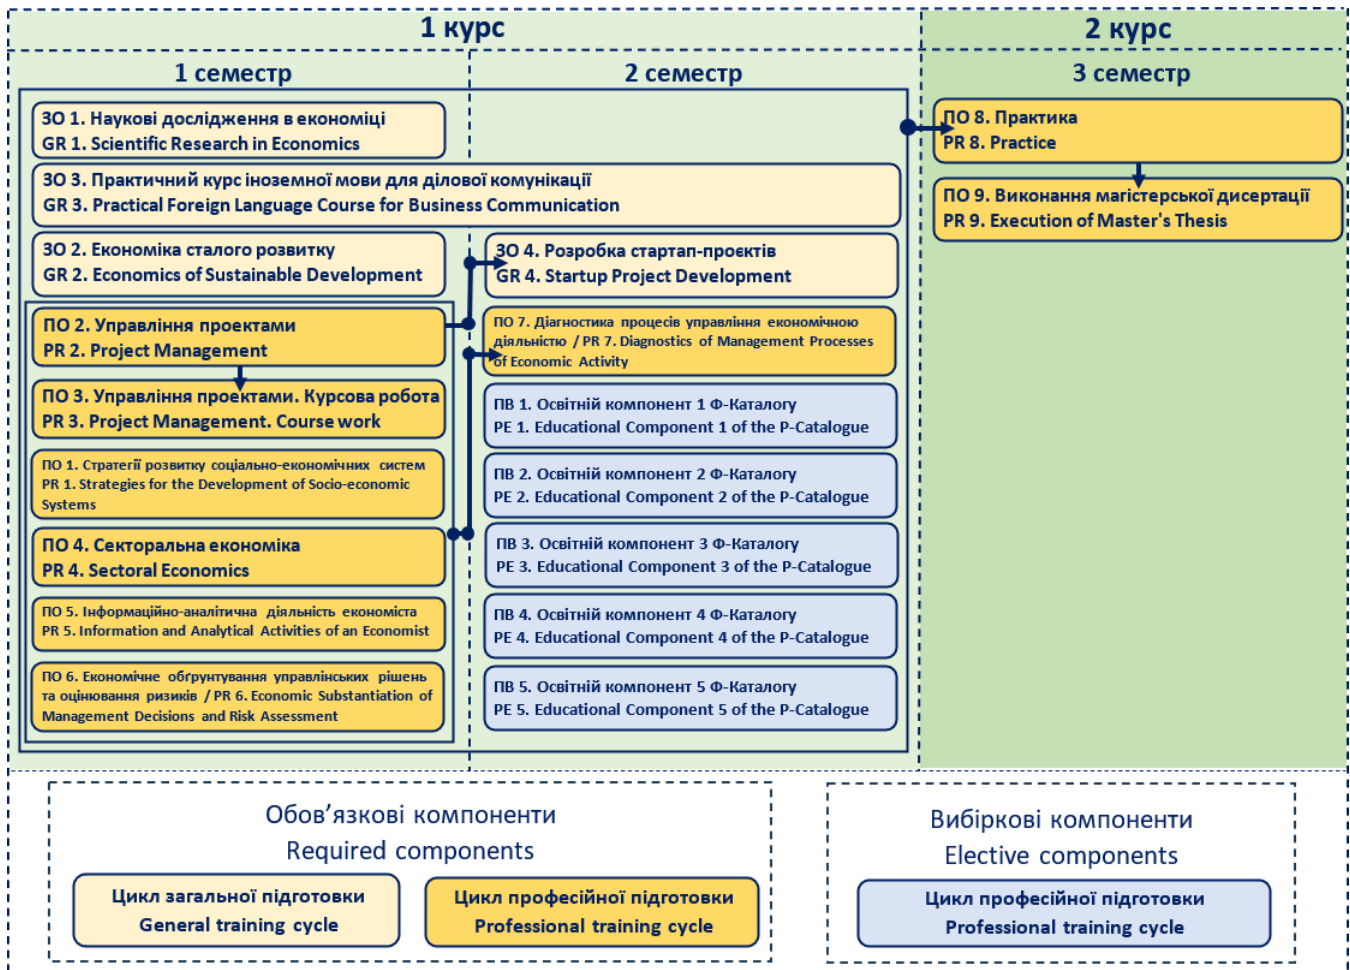 1 курс
2 курс
1 семестр
2 семестр
3 семестр
ЗО 1. Наукові дослідження в економіці
GR 1. Scientific Research in Economics
ЗО 3. Практичний курс іноземної мови для ділової комунікації
GR 3. Practical Foreign Language Course for Business Communication
ЗО 2. Економіка сталого розвитку
GR 2. Economics of Sustainable Development
ПО 2. Управління проектами
PR 2. Project Management
ПО 3. Управління проектами. Курсова робота
PR 3. Project Management. Course work
ПО 1. Стратегії розвитку соціально-економічних систем
PR 1. Strategies for the Development of Socio-economic
Systems
ПО 4. Секторальна економіка
PR 4. Sectoral Economics
ПО 5. Інформаційно-аналітична діяльність економіста
PR 5. Information and Analytical Activities of an Economist
ПО 6. Економічне обґрунтування управлінських рішень
та оцінювання ризиків / PR 6. Economic Substantiation of
Management Decisions and Risk Assessment
ЗО 4. Розробка стартап-проєктів
GR 4. Startup Project Development
ПО 7. Діагностика процесів управління економічною
діяльністю / PR 7. Diagnostics of Management Processes
of Economic Activity
ПВ 1. Освітній компонент 1 Ф-Каталогу
PE 1. Educational Component 1 of the P-Catalogue
ПВ 2. Освітній компонент 2 Ф-Каталогу
PE 2. Educational Component 2 of the P-Catalogue
ПВ 3. Освітній компонент 3 Ф-Каталогу
PE 3. Educational Component 3 of the P-Catalogue
ПВ 4. Освітній компонент 4 Ф-Каталогу
PE 4. Educational Component 4 of the P-Catalogue
ПВ 5. Освітній компонент 5 Ф-Каталогу
PE 5. Educational Component 5 of the P-Catalogue
ПО 8. Практика
PR 8. Practice
ПО 9. Виконання магістерської дисертації
PR 9. Execution of Master's Thesis
Обов’язкові компоненти
Required components
Цикл загальної підготовки
General training cycle
Цикл професійної підготовки
Professional training cycle
Вибіркові компоненти
Elective components
Цикл професійної підготовки
Professional training cycle